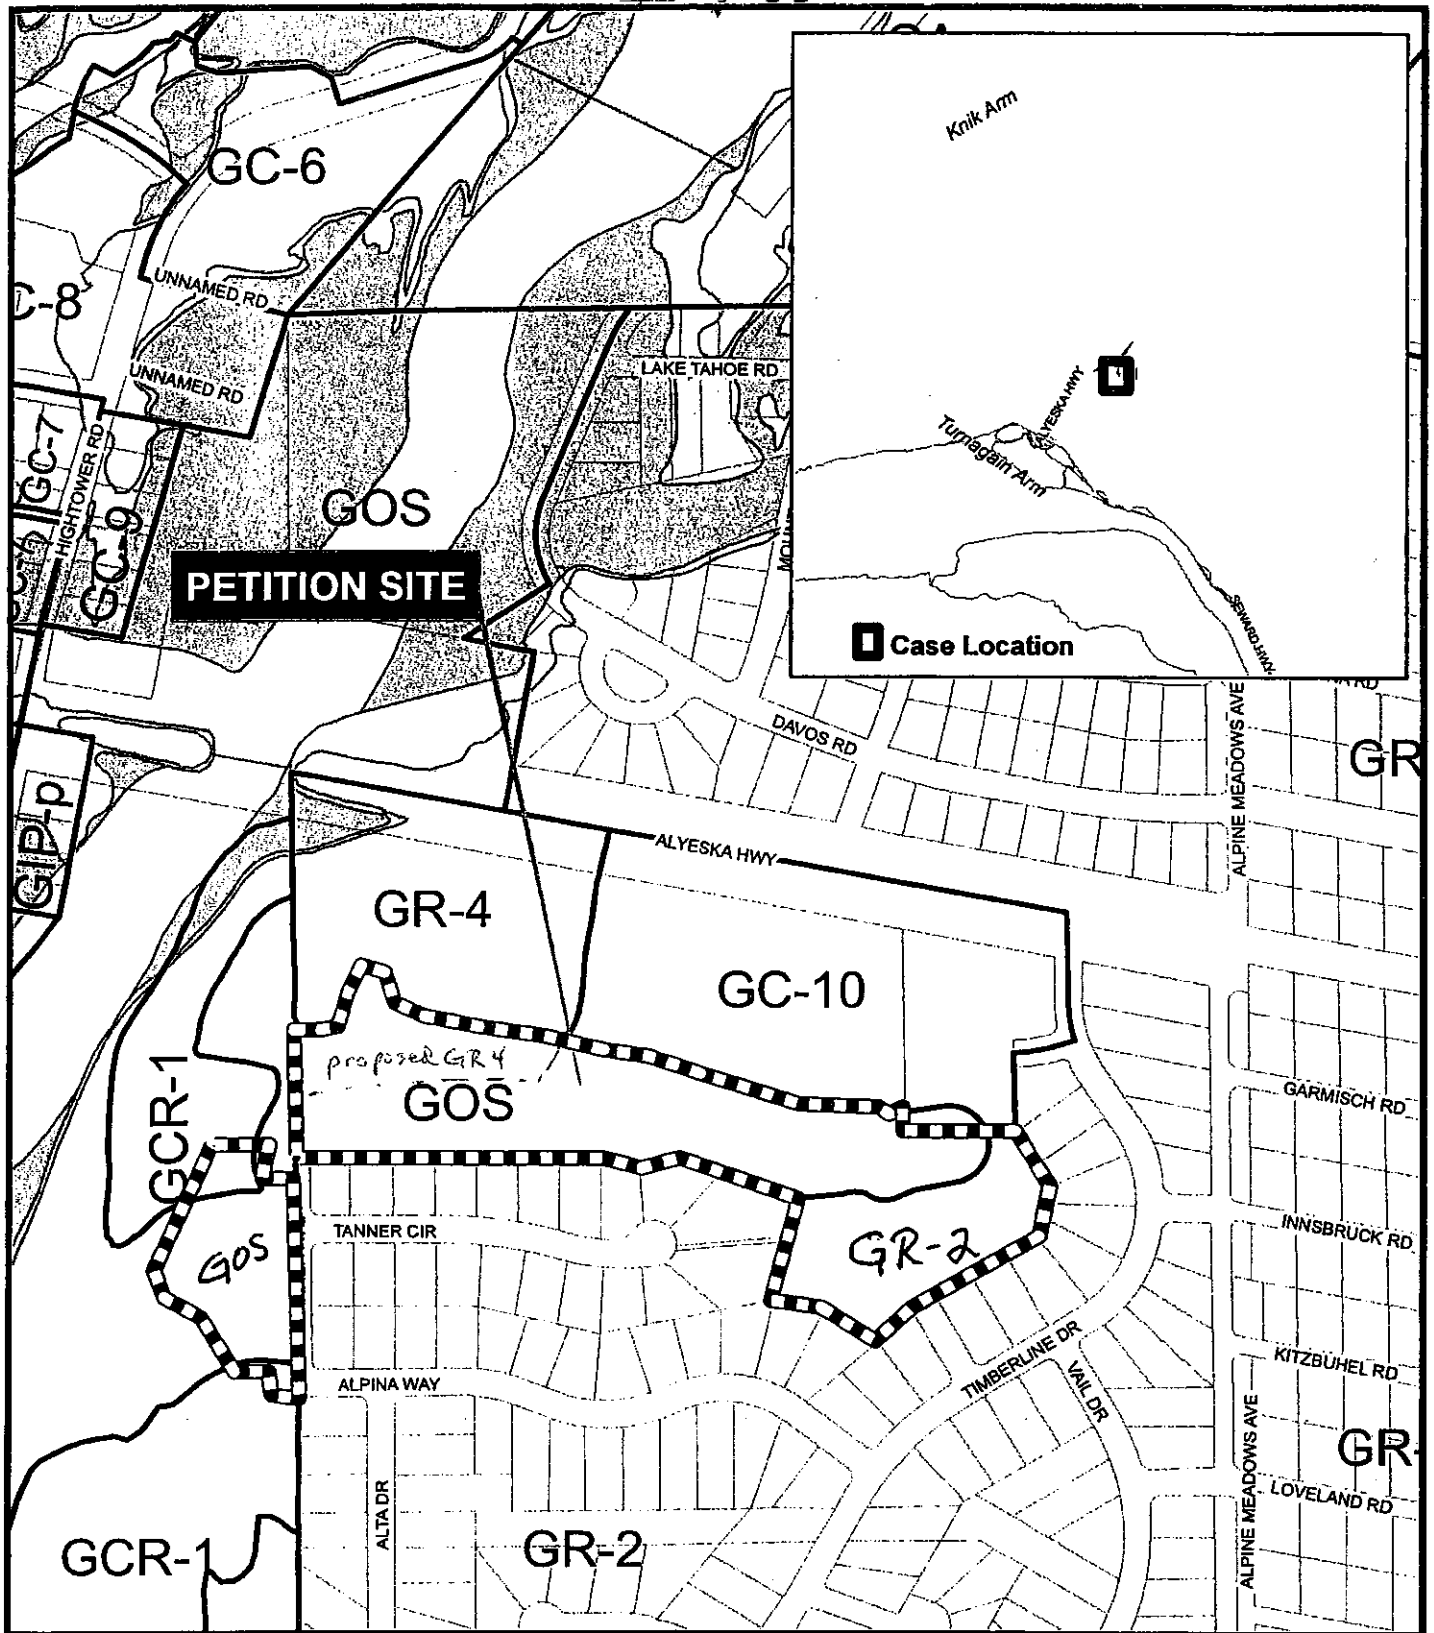 Knik Arm
GC-6
UNNAMED RD
C-8
LAKE TAHOE RD
UNNAMED RD
ALYESKA HWY
GC-7
HIGHTOWER RD
Turnagain Arm
GOS
GC-9
PETITION SITE
SEWARD HWY
Case Location
DAVOS RD
ALPINE MEADOWS AVE
GR
GIP-p
ALYESKA HWY
GR-4
GC-10
proposed GR4
GOS
GARMISCH RD
GCR-1
TANNER CIR
INNSBRUCK RD
GOS
GR-2
TIMBERLINE DR
KITZBUHEL RD
VAIL DR
ALPINA WAY
ALPINE MEADOWS AVE
GR-
LOVELAND RD
ALTA DR
GCR-1
GR-2